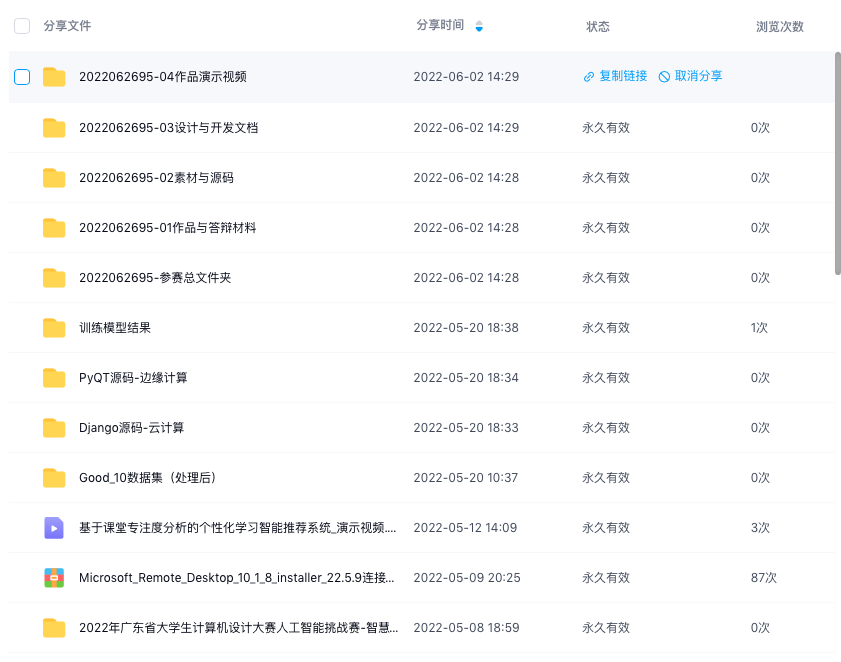 分享文件 分享时间 状态 浏览次数
2022062695-04作品演示视频 2022-06-02 14:29 复制链接 取消分享
2022062695-03设计与开发文档 2022-06-02 14:29 永久有效 0次
2022062695-02素材与源码 2022-06-02 14:28 永久有效 0次
2022062695-01作品与答辩材料 2022-06-02 14:28 永久有效 0次
2022062695-参赛总文件夹 2022-06-02 14:28 永久有效 0次
训练模型结果 2022-05-20 18:38 永久有效 1次
PyQT源码-边缘计算 2022-05-20 18:34 永久有效 0次
Django源码-云计算 2022-05-20 18:33 永久有效 0次
Good_10数据集（处理后） 2022-05-20 10:37 永久有效 0次
基于课堂专注度分析的个性化学习智能推荐系统_演示视频.... 2022-05-12 14:09 永久有效 3次
Microsoft_Remote_Desktop_10_1_8_installer_22.5.9连接... 2022-05-09 20:25 永久有效 87次
2022年广东省大学生计算机设计大赛人工智能挑战赛-智慧... 2022-05-08 18:59 永久有效 0次